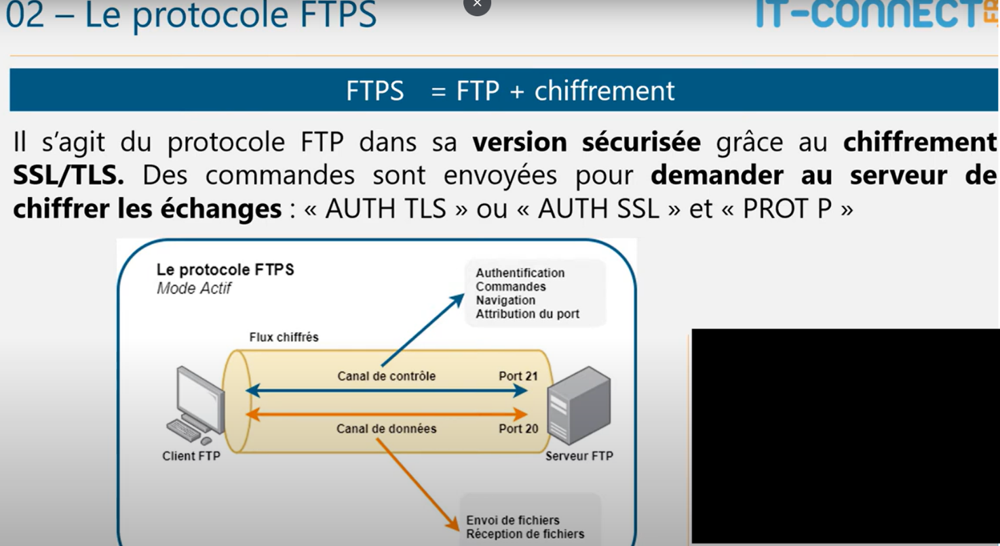 02 – Le protocole FTPS
IT-CONNECT.FR
FTPS = FTP + chiffrement
Il s’agit du protocole FTP dans sa version sécurisée grâce au chiffrement
SSL/TLS. Des commandes sont envoyées pour demander au serveur de
chiffrer les échanges : « AUTH TLS » ou « AUTH SSL » et « PROT P »
Le protocole FTPS
Mode Actif
Authentification
Commandes
Navigation
Attribution du port
Flux chiffrés
Canal de contrôle
Port 21
Canal de données
Port 20
Client FTP
Serveur FTP
Envoi de fichiers
Réception de fichiers